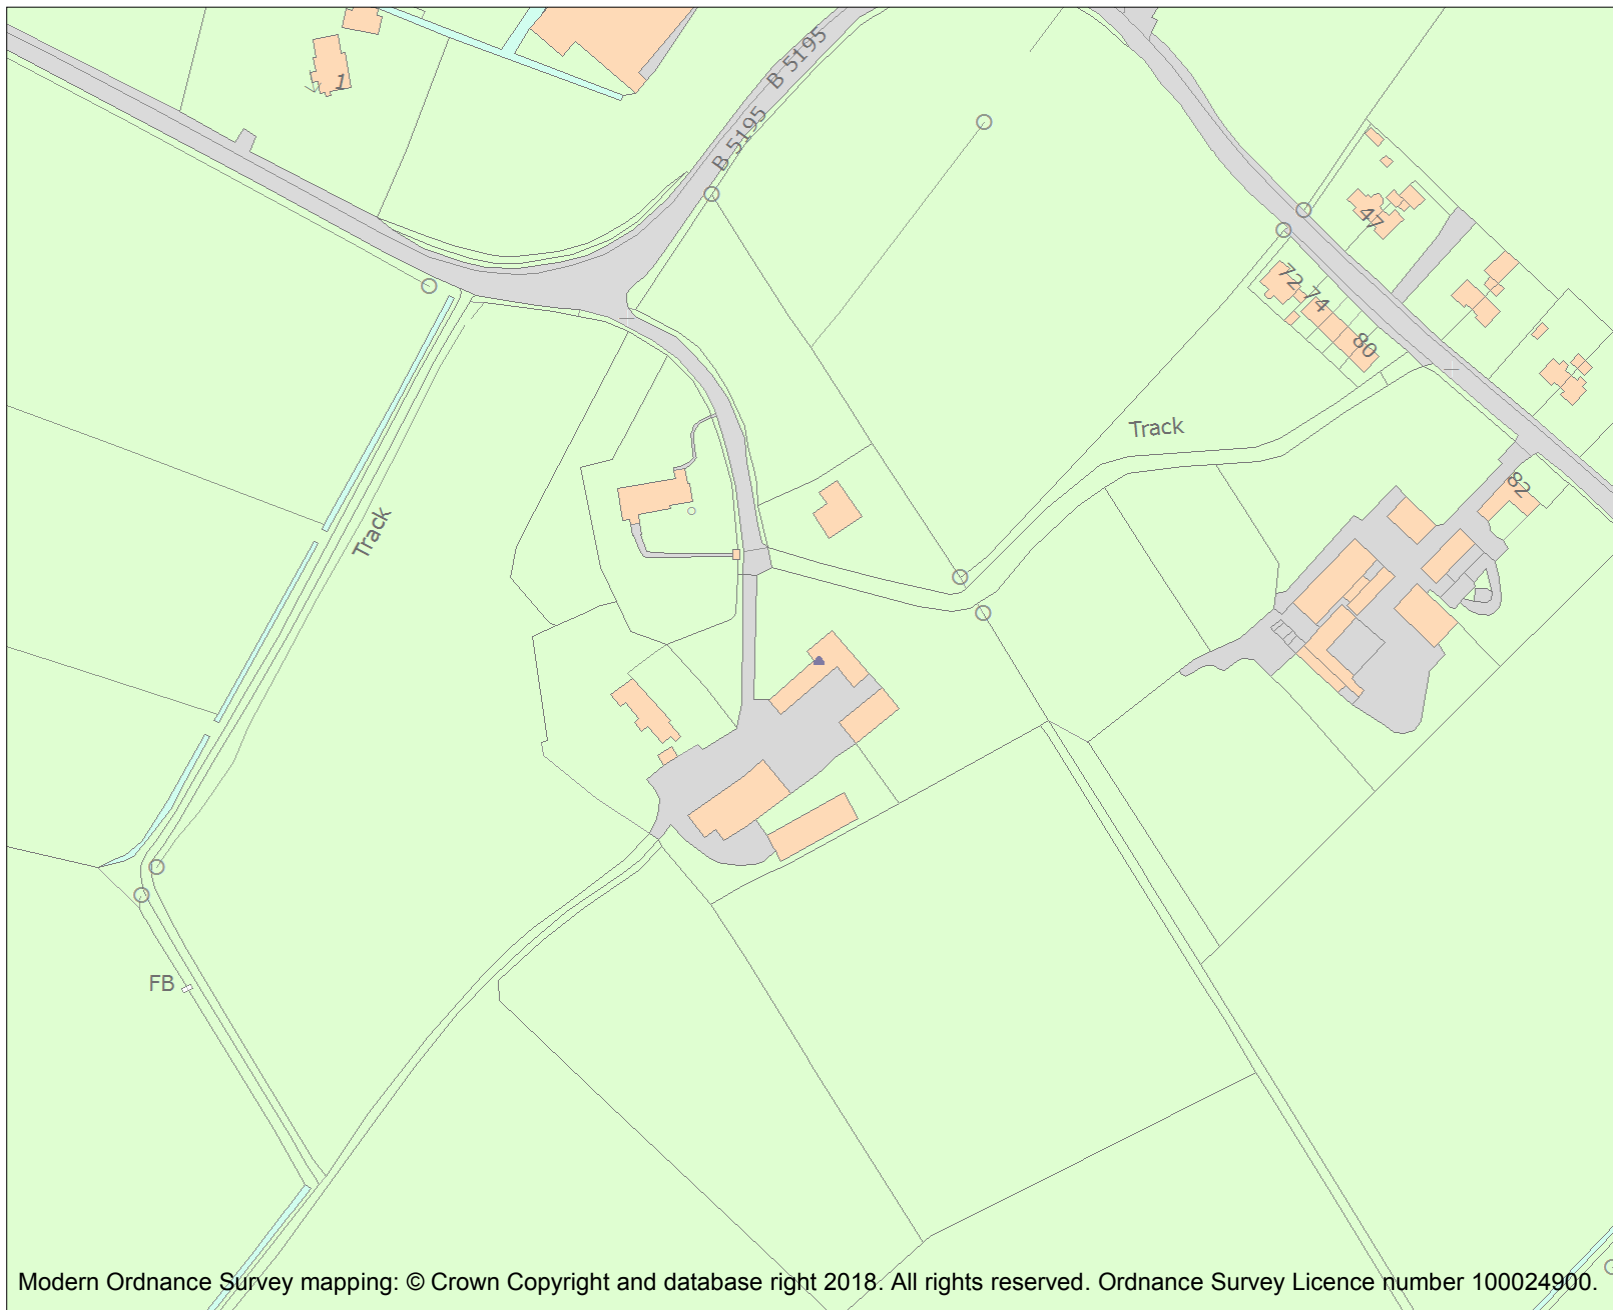 B 5195
B 5195
1
47
72
74
80
Track
82
Track
FB
Modern Ordnance Survey mapping: © Crown Copyright and database right 2018. All rights reserved. Ordnance Survey Licence number 100024900.